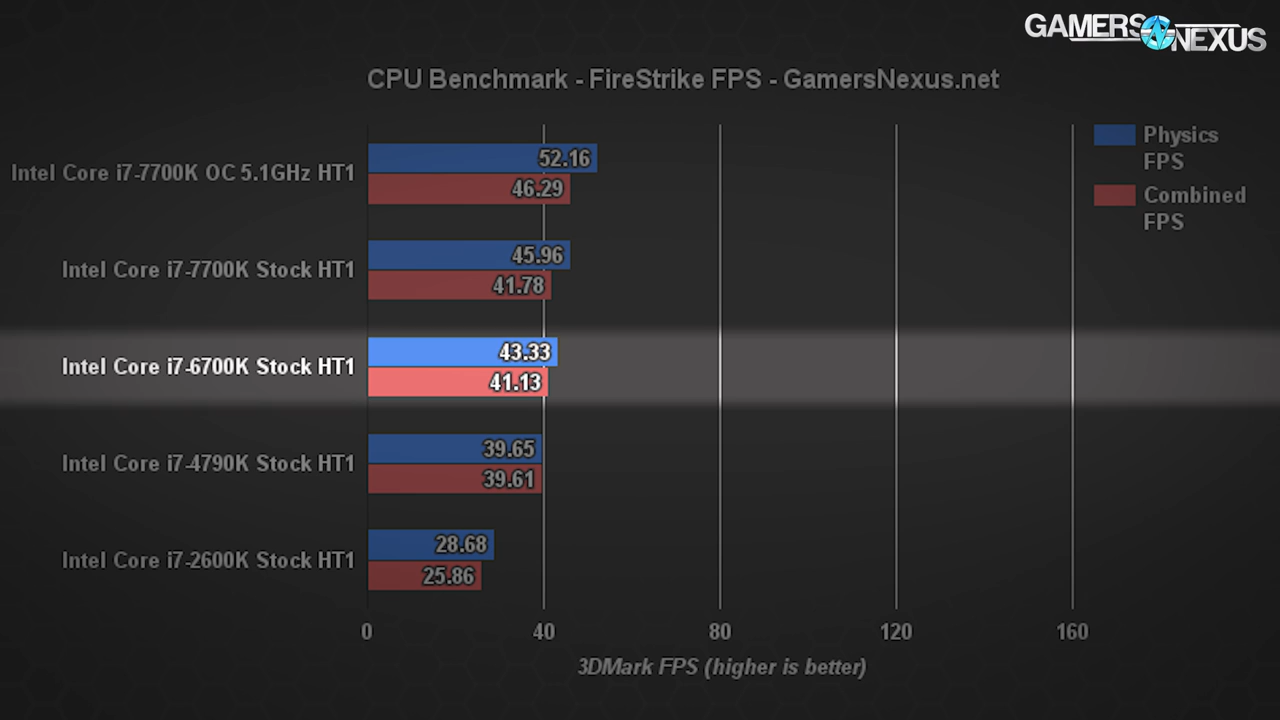 GAMERS NEXUS
CPU Benchmark - FireStrike FPS - GamersNexus.net
Physics
FPS
Combined
FPS
Intel Core i7-7700K OC 5.1GHz HT1
52.16
46.29
Intel Core i7-7700K Stock HT1
45.96
41.78
Intel Core i7-6700K Stock HT1
43.33
41.13
Intel Core i7-4790K Stock HT1
39.65
39.61
Intel Core i7-2600K Stock HT1
28.68
25.86
0 40 80 120 160
3DMark FPS (higher is better)